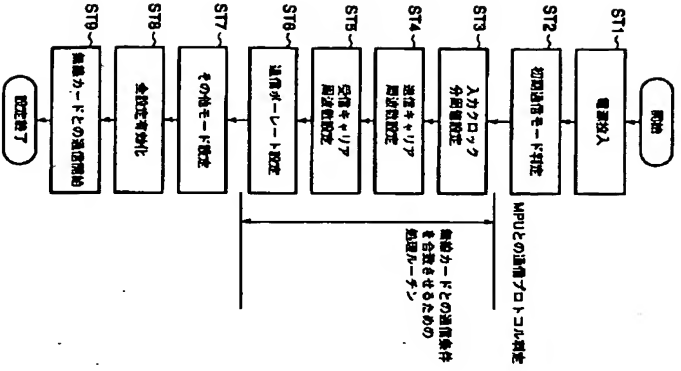 開始
ST1
電源投入
ST2
初期通信モード判定
MPUとの通信プロトコル判定
ST3
入力クロック
分周値設定
ST4
送信キャリア
周波数設定
ST5
受信キャリア
周波数設定
ST6
通信ボーレート設定
無線カードとの通信条件
を合致させるための
処理ルーチン
ST7
その他モード設定
ST8
全設定有効化
ST9
無線カードとの通信開始
設定終了